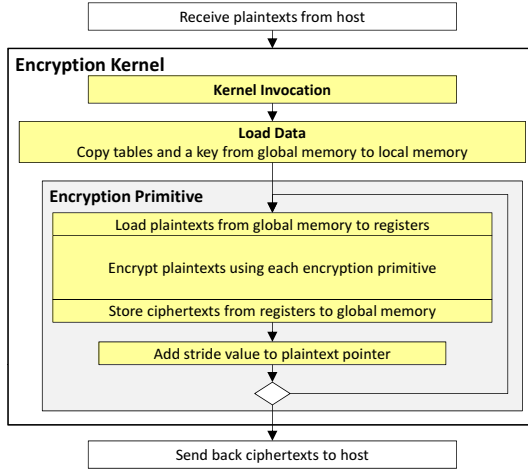 Receive plaintexts from host
Encryption Kernel
Kernel Invocation
Load Data
Copy tables and a key from global memory to local memory
Encryption Primitive
Load plaintexts from global memory to registers
Encrypt plaintexts using each encryption primitive
Store ciphertexts from registers to global memory
Add stride value to plaintext pointer
Send back ciphertexts to host